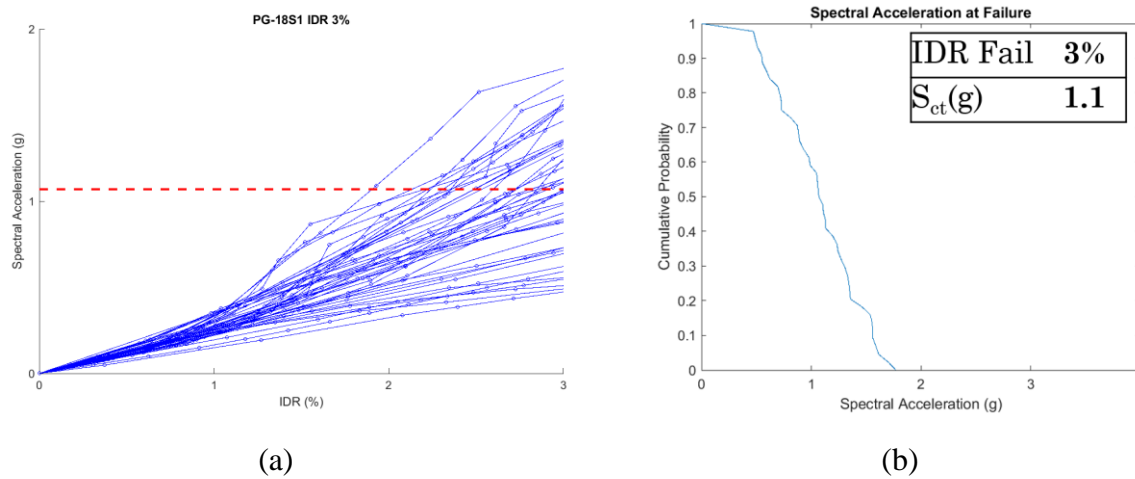 PG-18S1 IDR 3%
2
1
0
Spectral Acceleration (g)
0
1
2
3
IDR (%)
(a)
Spectral Acceleration at Failure
IDR Fail 3%
Sct(g) 1.1
1
0.9
0.8
0.7
0.6
0.5
0.4
0.3
0.2
0.1
0
Cumulative Probability
0
1
2
3
Spectral Acceleration (g)
(b)